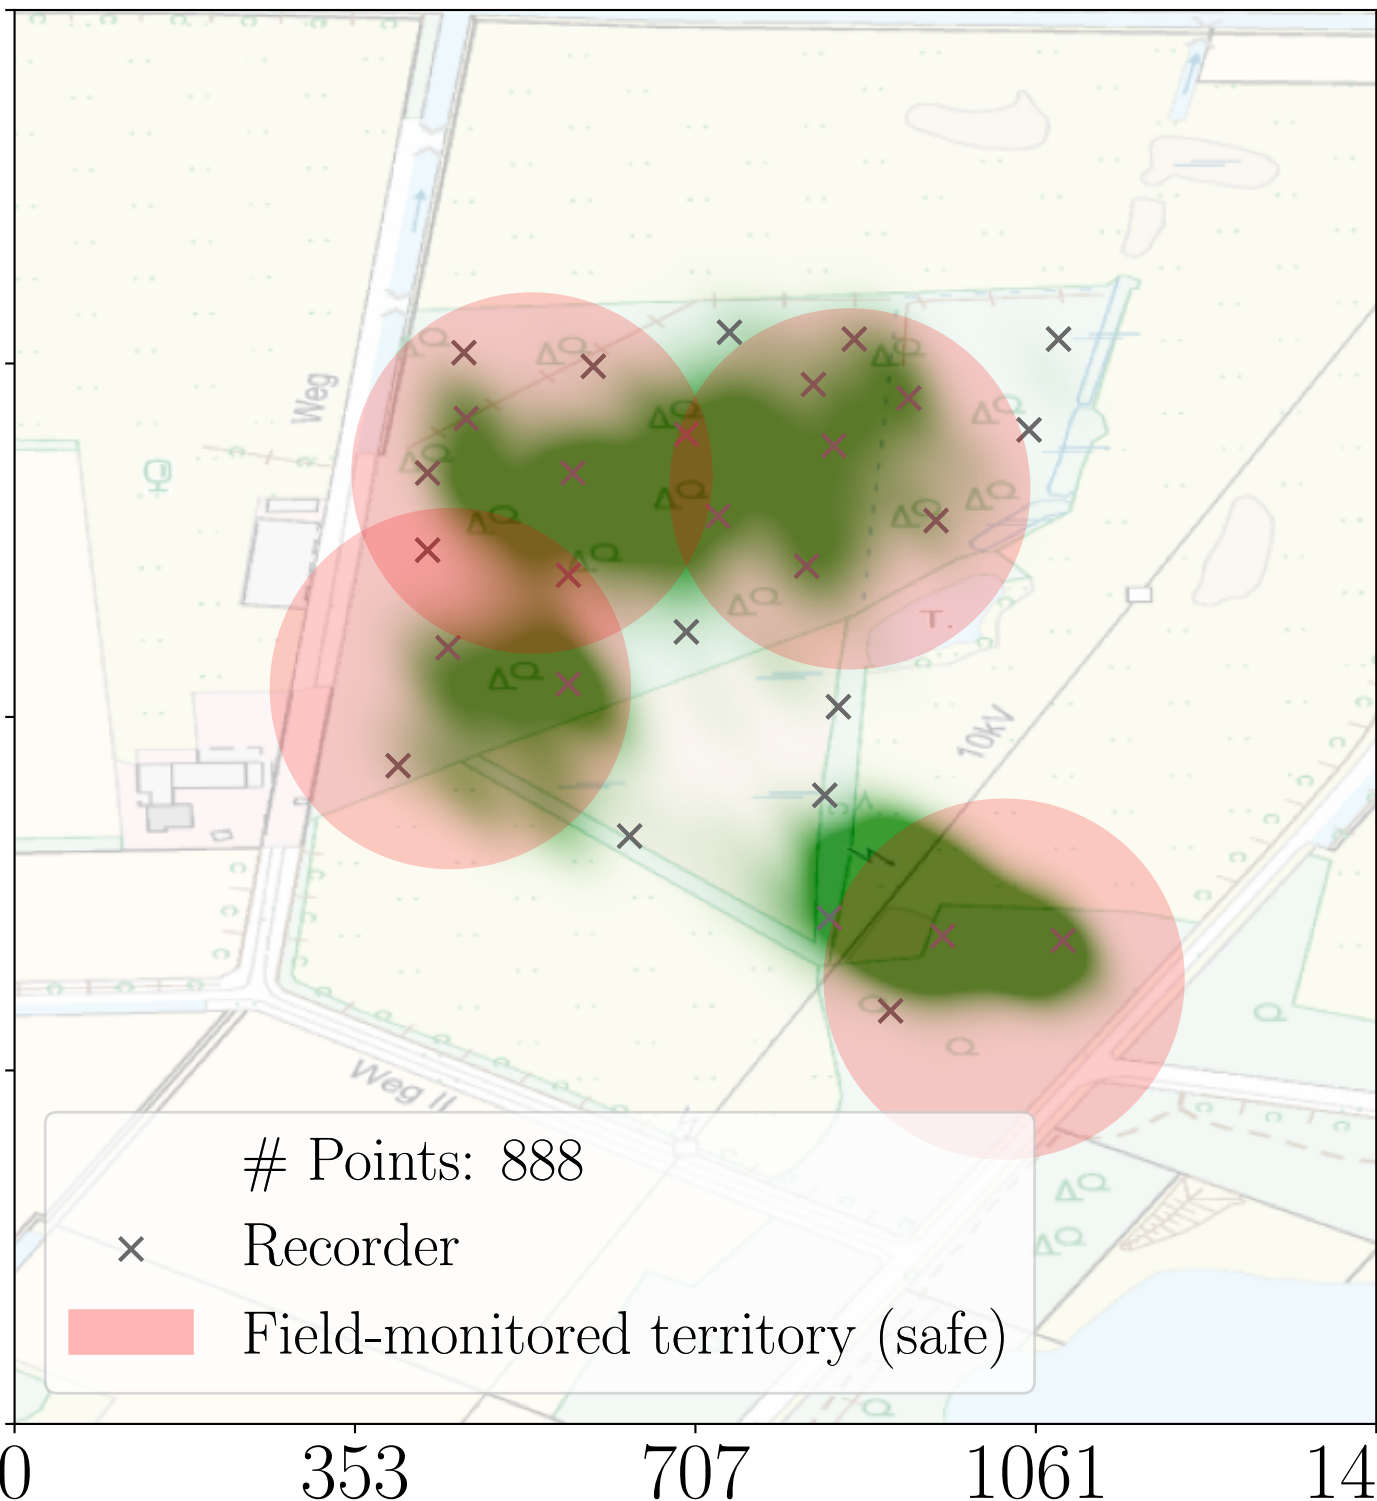 Weg
T.
10kV
Weg II
# Points: 888
Recorder
Field-monitored territory (safe)
0
353
707
1061
14